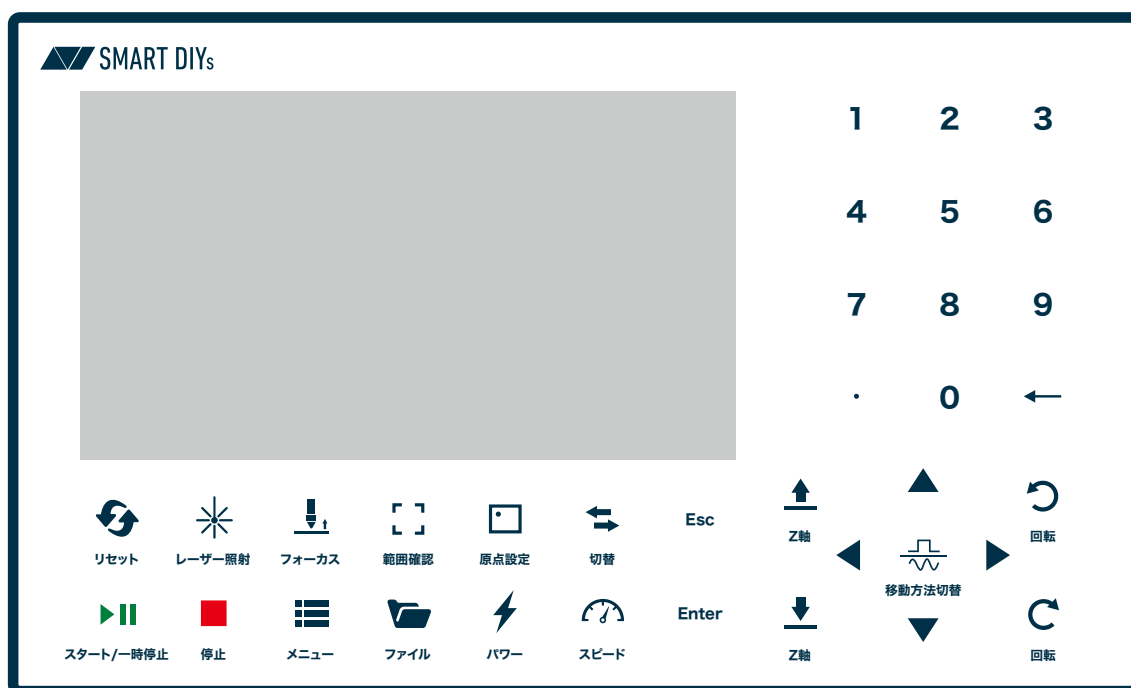 SMART DIYs
1 2 3
4 5 6
7 8 9
. 0 ←
リセット レーザー照射 フォーカス 範囲確認 原点設定 切替 Esc
スタート/一時停止 停止 メニュー ファイル パワー スピード Enter
Z軸 回転
移動方法切替
Z軸 回転